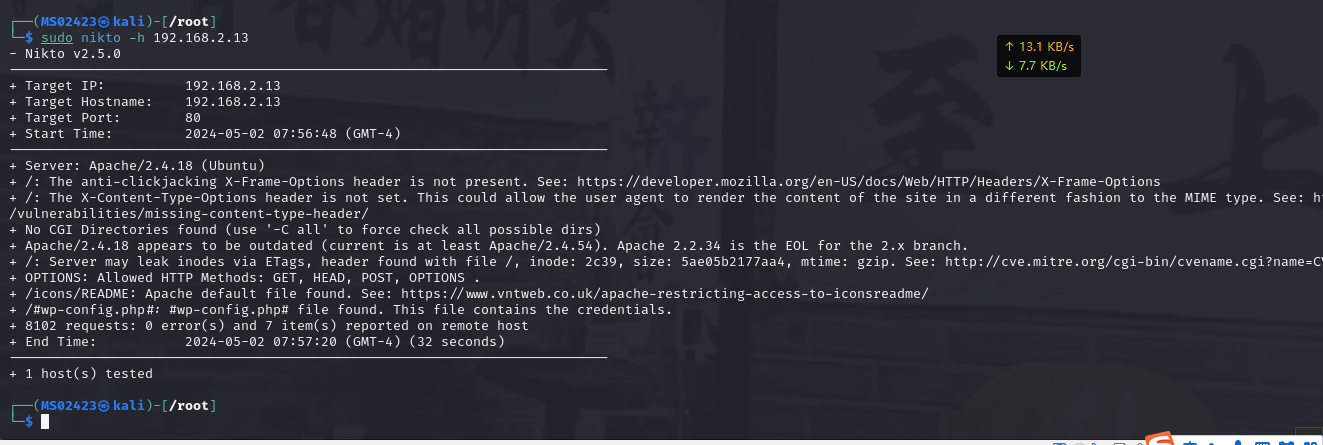 ┌──(MS02423㉿kali)-[/root]
└─$ sudo nikto -h 192.168.2.13
- Nikto v2.5.0
+ Target IP: 192.168.2.13
+ Target Hostname: 192.168.2.13
+ Target Port: 80
+ Start Time: 2024-05-02 07:56:48 (GMT-4)
+ Server: Apache/2.4.18 (Ubuntu)
+ /: The anti-clickjacking X-Frame-Options header is not present. See: https://developer.mozilla.org/en-US/docs/Web/HTTP/Headers/X-Frame-Options
+ /: The X-Content-Type-Options header is not set. This could allow the user agent to render the content of the site in a different fashion to the MIME type. See: ht
/vulnerabilities/missing-content-type-header/
+ No CGI Directories found (use '-C all' to force check all possible dirs)
+ Apache/2.4.18 appears to be outdated (current is at least Apache/2.4.54). Apache 2.2.34 is the EOL for the 2.x branch.
+ /: Server may leak inodes via ETags, header found with file /, inode: 2c39, size: 5ae05b2177aa4, mtime: gzip. See: http://cve.mitre.org/cgi-bin/cvename.cgi?name=CV
+ OPTIONS: Allowed HTTP Methods: GET, HEAD, POST, OPTIONS .
+ /icons/README: Apache default file found. See: https://www.vntweb.co.uk/apache-restricting-access-to-iconsreadme/
+ /#wp-config.php#: #wp-config.php# file found. This file contains the credentials.
+ 8102 requests: 0 error(s) and 7 item(s) reported on remote host
+ End Time: 2024-05-02 07:57:20 (GMT-4) (32 seconds)
+ 1 host(s) tested
┌──(MS02423㉿kali)-[/root]
└─$
↑ 13.1 KB/s
↓ 7.7 KB/s
至
上